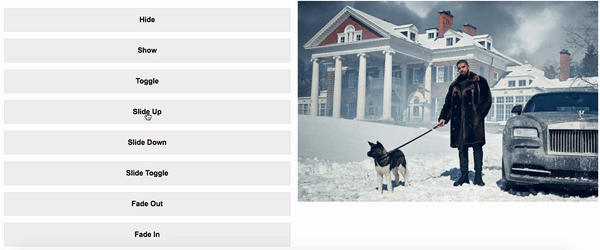 Hide
Show
Toggle
Slide Up
Slide Down
Slide Toggle
Fade Out
Fade In